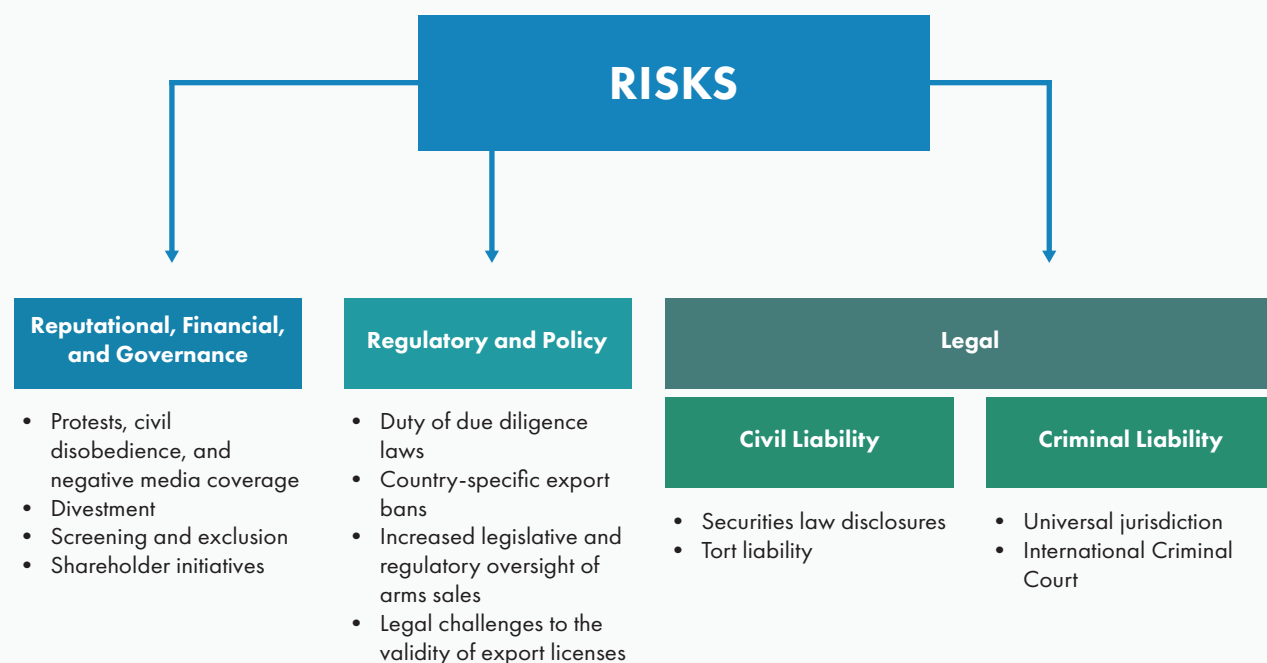 RISKS
Reputational, Financial,
and Governance
• Protests, civil
disobedience, and
negative media coverage
• Divestment
• Screening and exclusion
• Shareholder initiatives
Regulatory and Policy
• Duty of due diligence
laws
• Country-specific export
bans
• Increased legislative and
regulatory oversight of
arms sales
• Legal challenges to the
validity of export licenses
Legal
Civil Liability
• Securities law disclosures
• Tort liability
Criminal Liability
• Universal jurisdiction
• International Criminal
Court